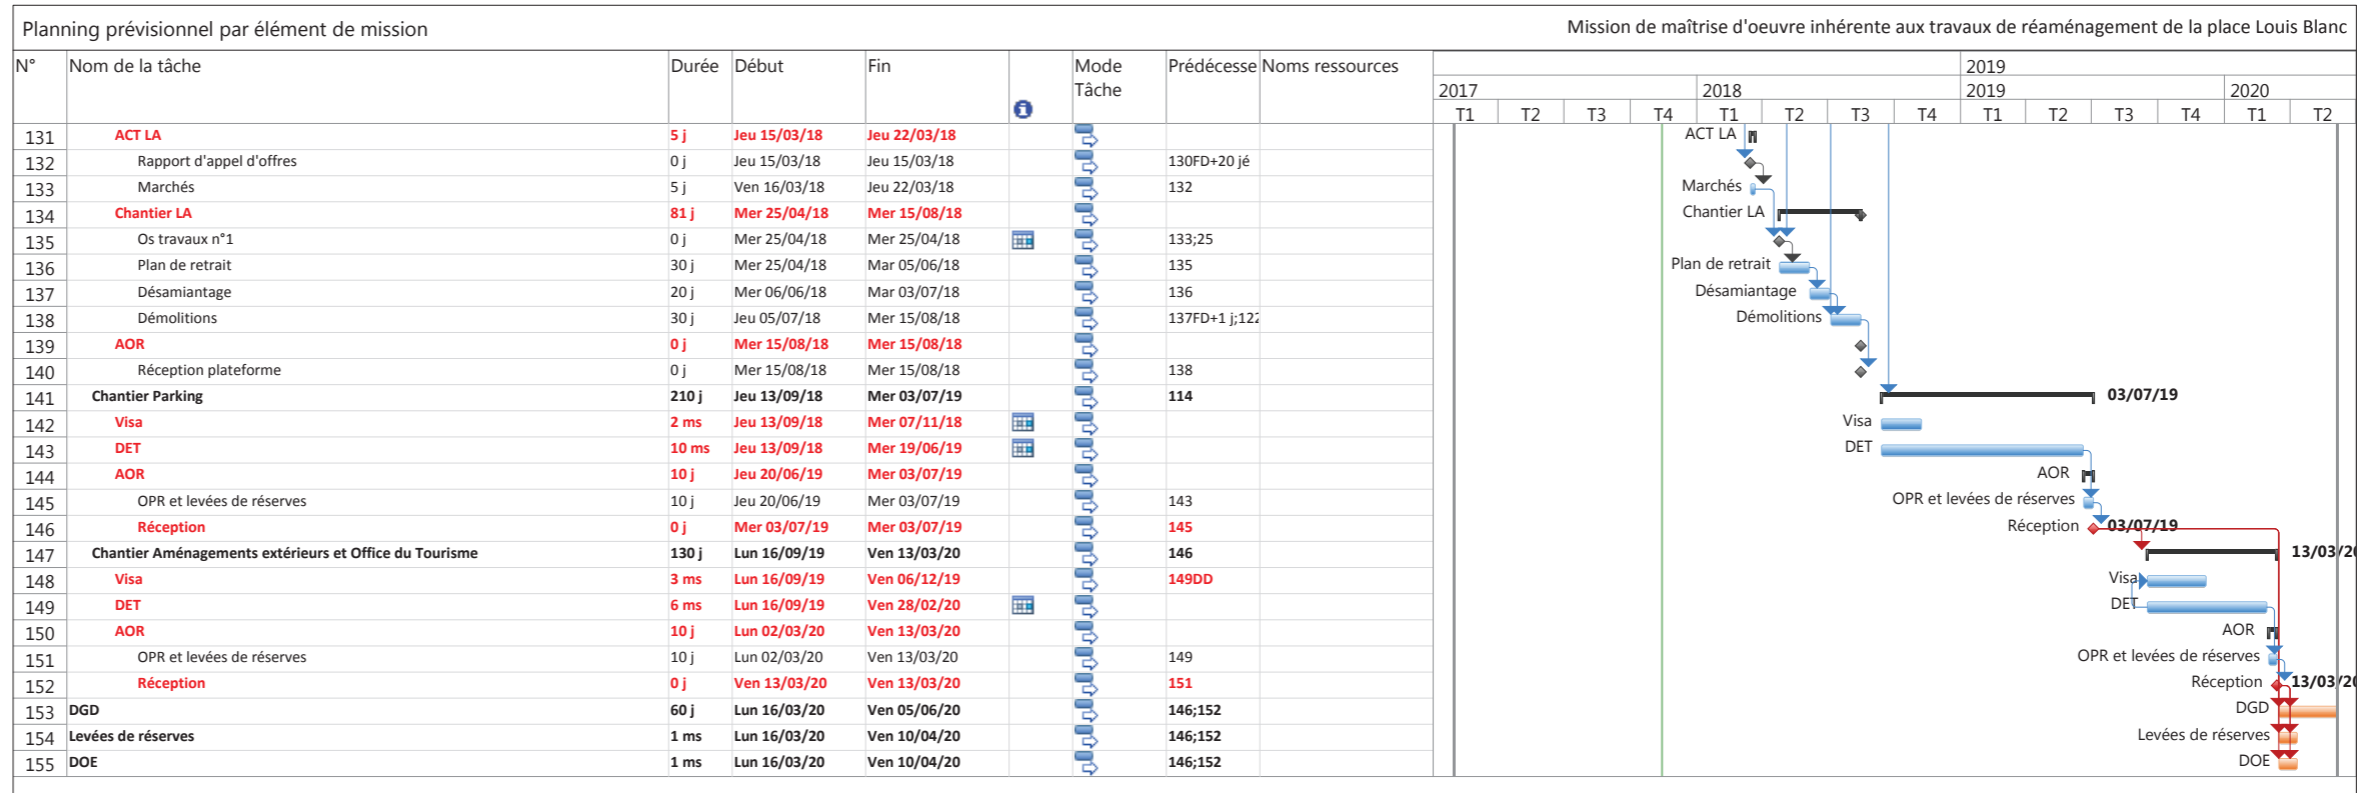 Planning prévisionnel par élément de mission
Mission de maîtrise d'oeuvre inhérente aux travaux de réaménagement de la place Louis Blanc
N° Nom de la tâche Durée Début Fin Mode Tâche Prédécesse Noms ressources
2019
2017 2018 2019 2020
T1 T2 T3 T4 T1 T2 T3 T4 T1 T2 T3 T4 T1 T2
131 ACT LA 5 j Jeu 15/03/18 Jeu 22/03/18 ACT LA
132 Rapport d'appel d'offres 0 j Jeu 15/03/18 Jeu 15/03/18 130FD+20 jé
133 Marchés 5 j Ven 16/03/18 Jeu 22/03/18 132 Marchés
134 Chantier LA 81 j Mer 25/04/18 Mer 15/08/18 Chantier LA
135 Os travaux n°1 0 j Mer 25/04/18 Mer 25/04/18 133;25
136 Plan de retrait 30 j Mer 25/04/18 Mar 05/06/18 135 Plan de retrait
137 Désamiantage 20 j Mer 06/06/18 Mar 03/07/18 136 Désamiantage
138 Démolitions 30 j Jeu 05/07/18 Mer 15/08/18 137FD+1 j;122 Démolitions
139 AOR 0 j Mer 15/08/18 Mer 15/08/18
140 Réception plateforme 0 j Mer 15/08/18 Mer 15/08/18 138
141 Chantier Parking 210 j Jeu 13/09/18 Mer 03/07/19 114 03/07/19
142 Visa 2 ms Jeu 13/09/18 Mer 07/11/18 Visa
143 DET 10 ms Jeu 13/09/18 Mer 19/06/19 DET
144 AOR 10 j Jeu 20/06/19 Mer 03/07/19 AOR
145 OPR et levées de réserves 10 j Jeu 20/06/19 Mer 03/07/19 143 OPR et levées de réserves
146 Réception 0 j Mer 03/07/19 Mer 03/07/19 145 Réception 03/07/19
147 Chantier Aménagements extérieurs et Office du Tourisme 130 j Lun 16/09/19 Ven 13/03/20 146 13/03/20
148 Visa 3 ms Lun 16/09/19 Ven 06/12/19 149DD Visa
149 DET 6 ms Lun 16/09/19 Ven 28/02/20 DET
150 AOR 10 j Lun 02/03/20 Ven 13/03/20 AOR
151 OPR et levées de réserves 10 j Lun 02/03/20 Ven 13/03/20 149 OPR et levées de réserves
152 Réception 0 j Ven 13/03/20 Ven 13/03/20 151 Réception 13/03/20
153 DGD 60 j Lun 16/03/20 Ven 05/06/20 146;152 DGD
154 Levées de réserves 1 ms Lun 16/03/20 Ven 10/04/20 146;152 Levées de réserves
155 DOE 1 ms Lun 16/03/20 Ven 10/04/20 146;152 DOE